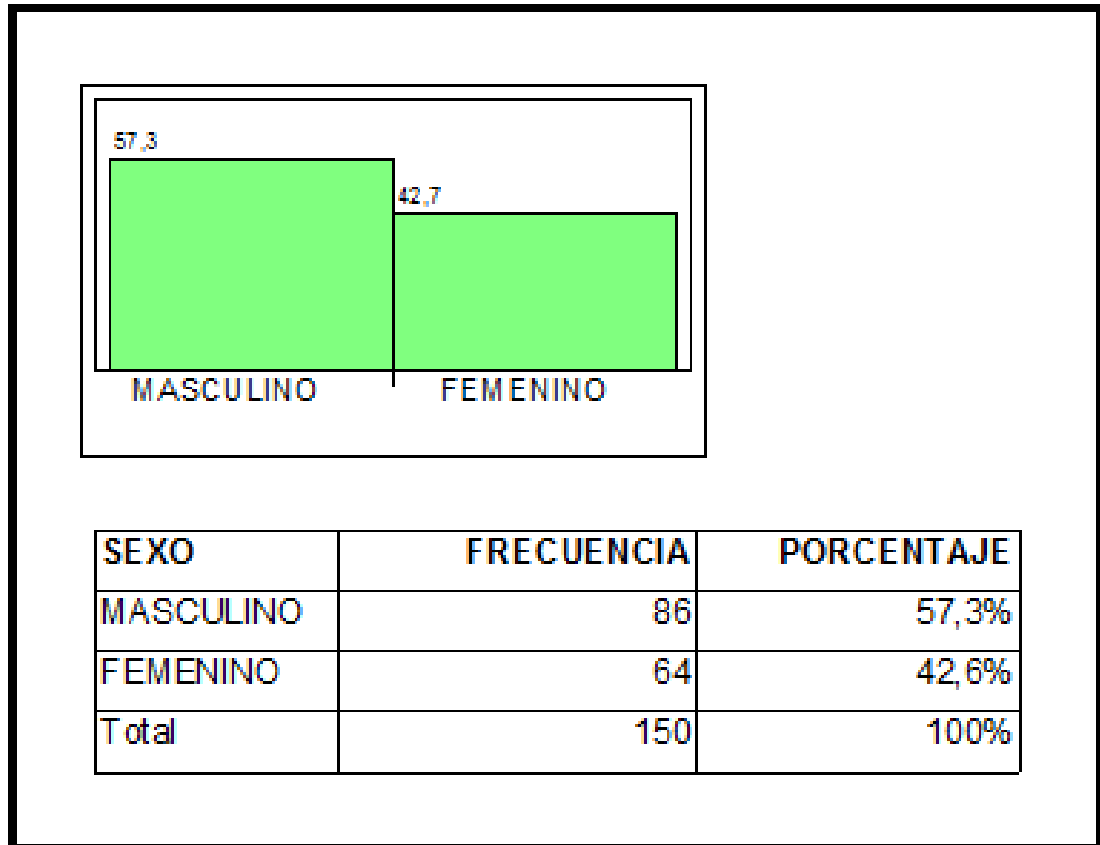 57,3
42,7
MASCULINO FEMENINO
SEXO FRECUENCIA PORCENTAJE
MASCULINO 86 57,3%
FEMENINO 64 42,6%
Total 150 100%